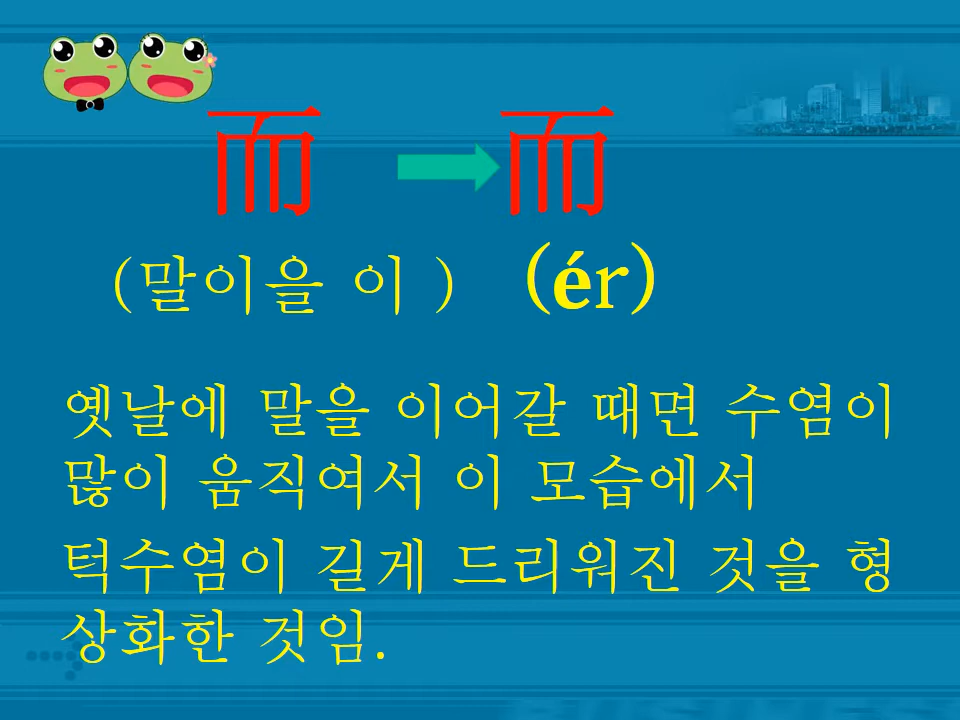 而 而
(말이을 이 ) (ér)
옛날에 말을 이어갈 때면 수염이
많이 움직여서 이 모습에서
턱수염이 길게 드리워진 것을 형
상화한 것임.